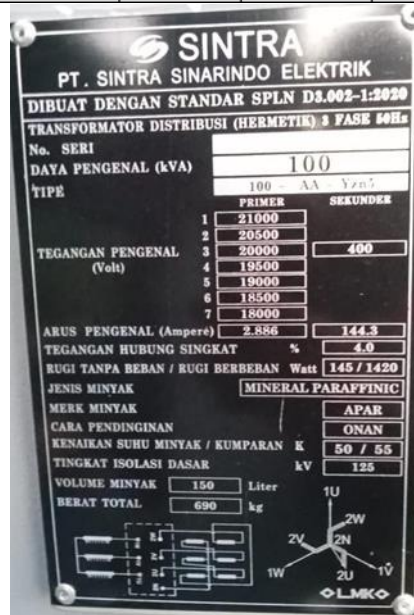 SINTRA
PT. SINTRA SINARINDO ELEKTRIK
DIBUAT DENGAN STANDAR SPLN D3.002-1:2020
TRANSFORMATOR DISTRIBUSI (HERMETIK) 3 FASE 50Hz
No. SERI
DAYA PENGENAL (kVA) 100
TIPE 100 - AA - Yzn5
PRIMER SEKUNDER
1 21000
2 20500
TEGANGAN PENGENAL 3 20000 400
(Volt) 4 19500
5 19000
6 18500
7 18000
ARUS PENGENAL (Ampere) 2.886 144.3
TEGANGAN HUBUNG SINGKAT % 4.0
RUGI TANPA BEBAN / RUGI BERBEBAN Watt 145 / 1420
JENIS MINYAK MINERAL PARAFFINIC
MERK MINYAK APAR
CARA PENDINGINAN ONAN
KENAIKAN SUHU MINYAK / KUMPARAN K 50 / 55
TINGKAT ISOLASI DASAR kV 125
VOLUME MINYAK 150 Liter
BERAT TOTAL 690 kg
1U
2W
2V 2N
1W 2U 1V
LMK